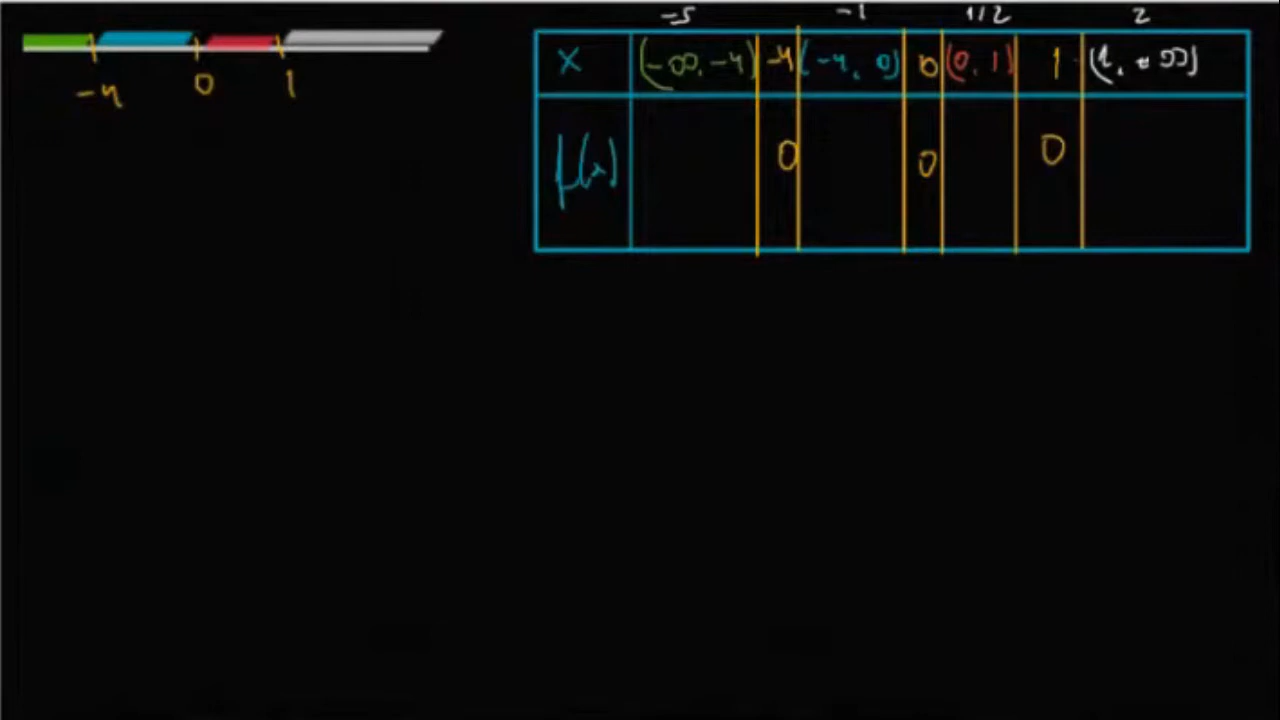 -5 -1 1/2 2
x (-∞, -4) -4 (-4, 0) 0 (0, 1) 1 (1, +∞)
-4 0 1
f(x) 0 0 0